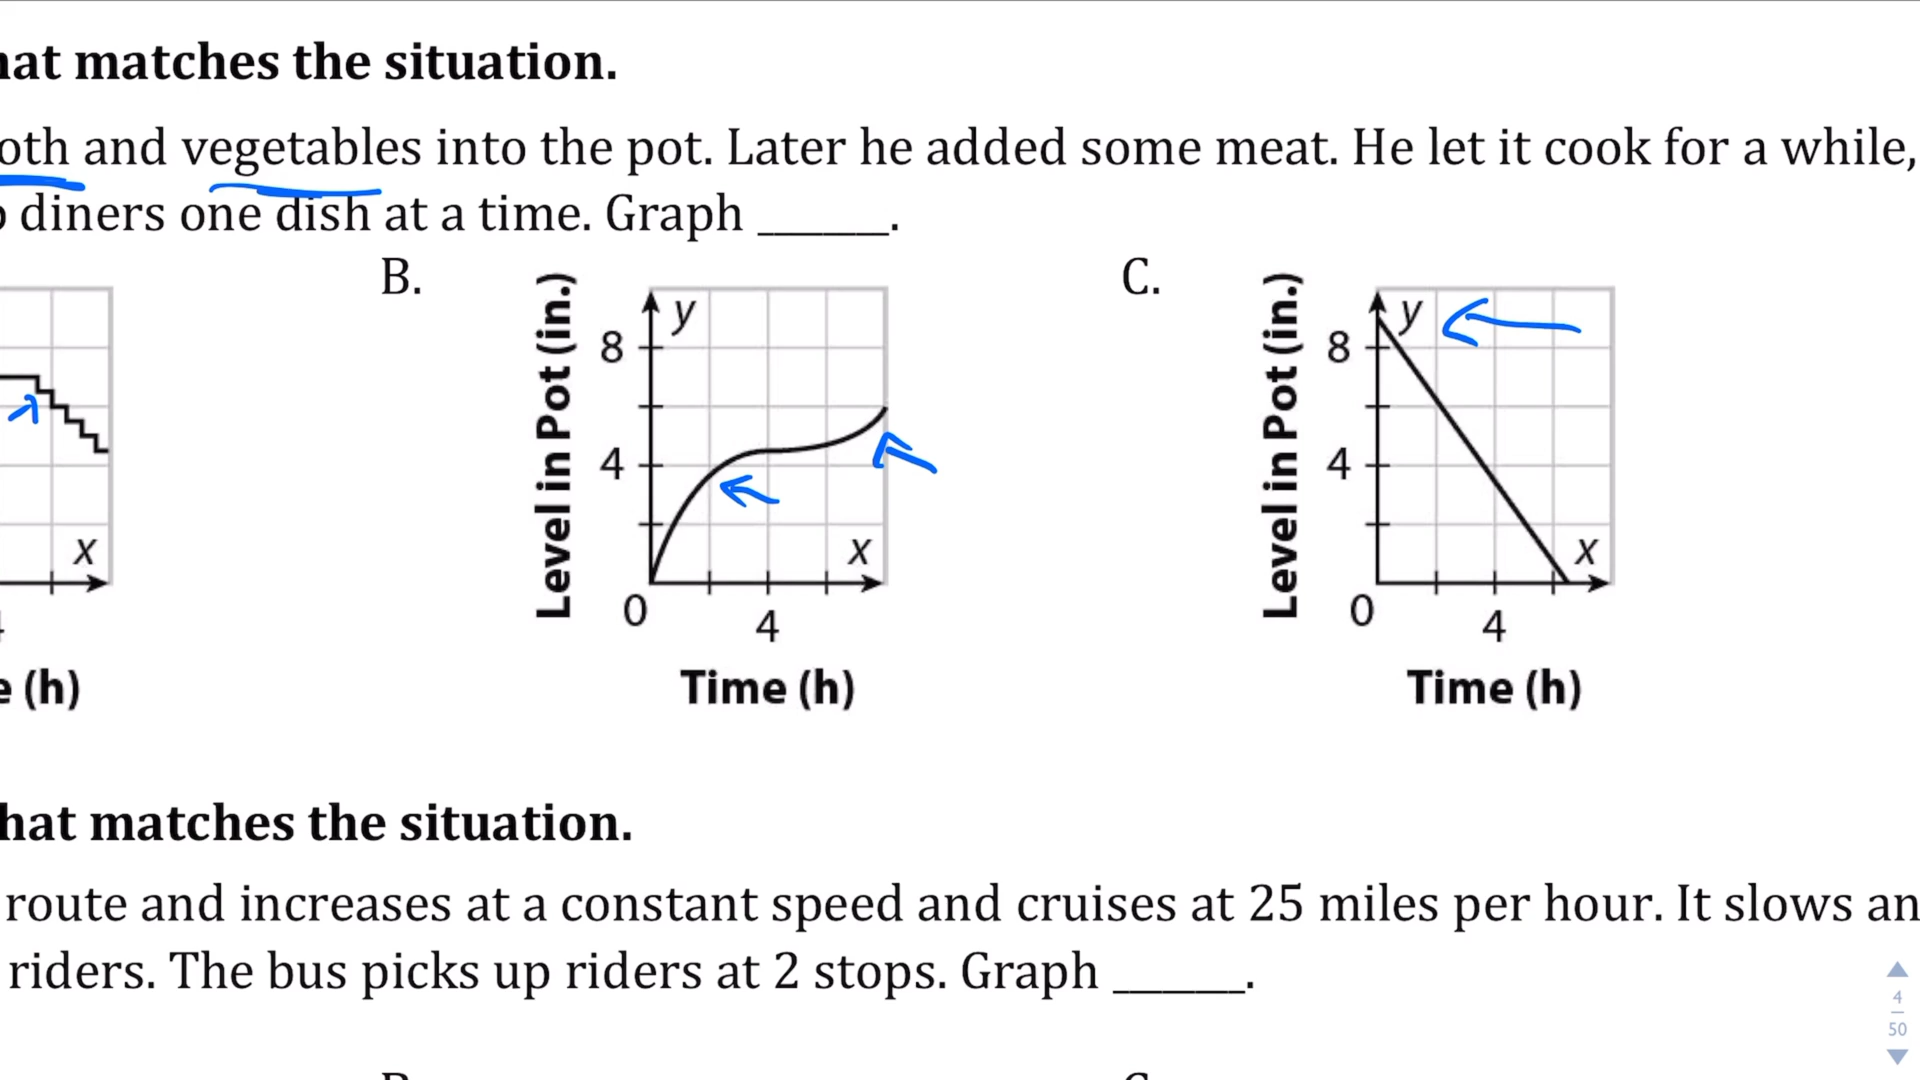 hat matches the situation.
oth and vegetables into the pot. Later he added some meat. He let it cook for a while,
o diners one dish at a time. Graph ______.
B.
C.
Level in Pot (in.)
y
8
4
x
0
4
Time (h)
Level in Pot (in.)
y
8
4
x
0
4
Time (h)
x
e (h)
hat matches the situation.
route and increases at a constant speed and cruises at 25 miles per hour. It slows an
riders. The bus picks up riders at 2 stops. Graph ______.
4
50